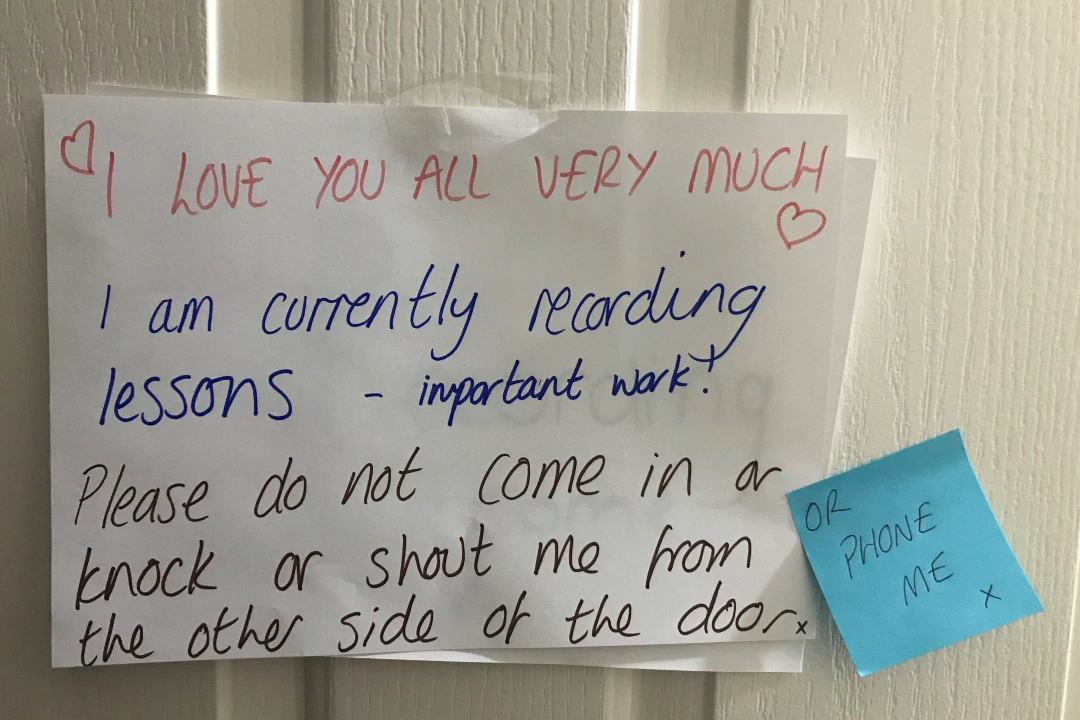 I LOVE YOU ALL VERY MUCH
I am currently recording
lessons - important work!
Please do not come in or
knock or shout me from
the other side of the door. x
OR
PHONE
ME x